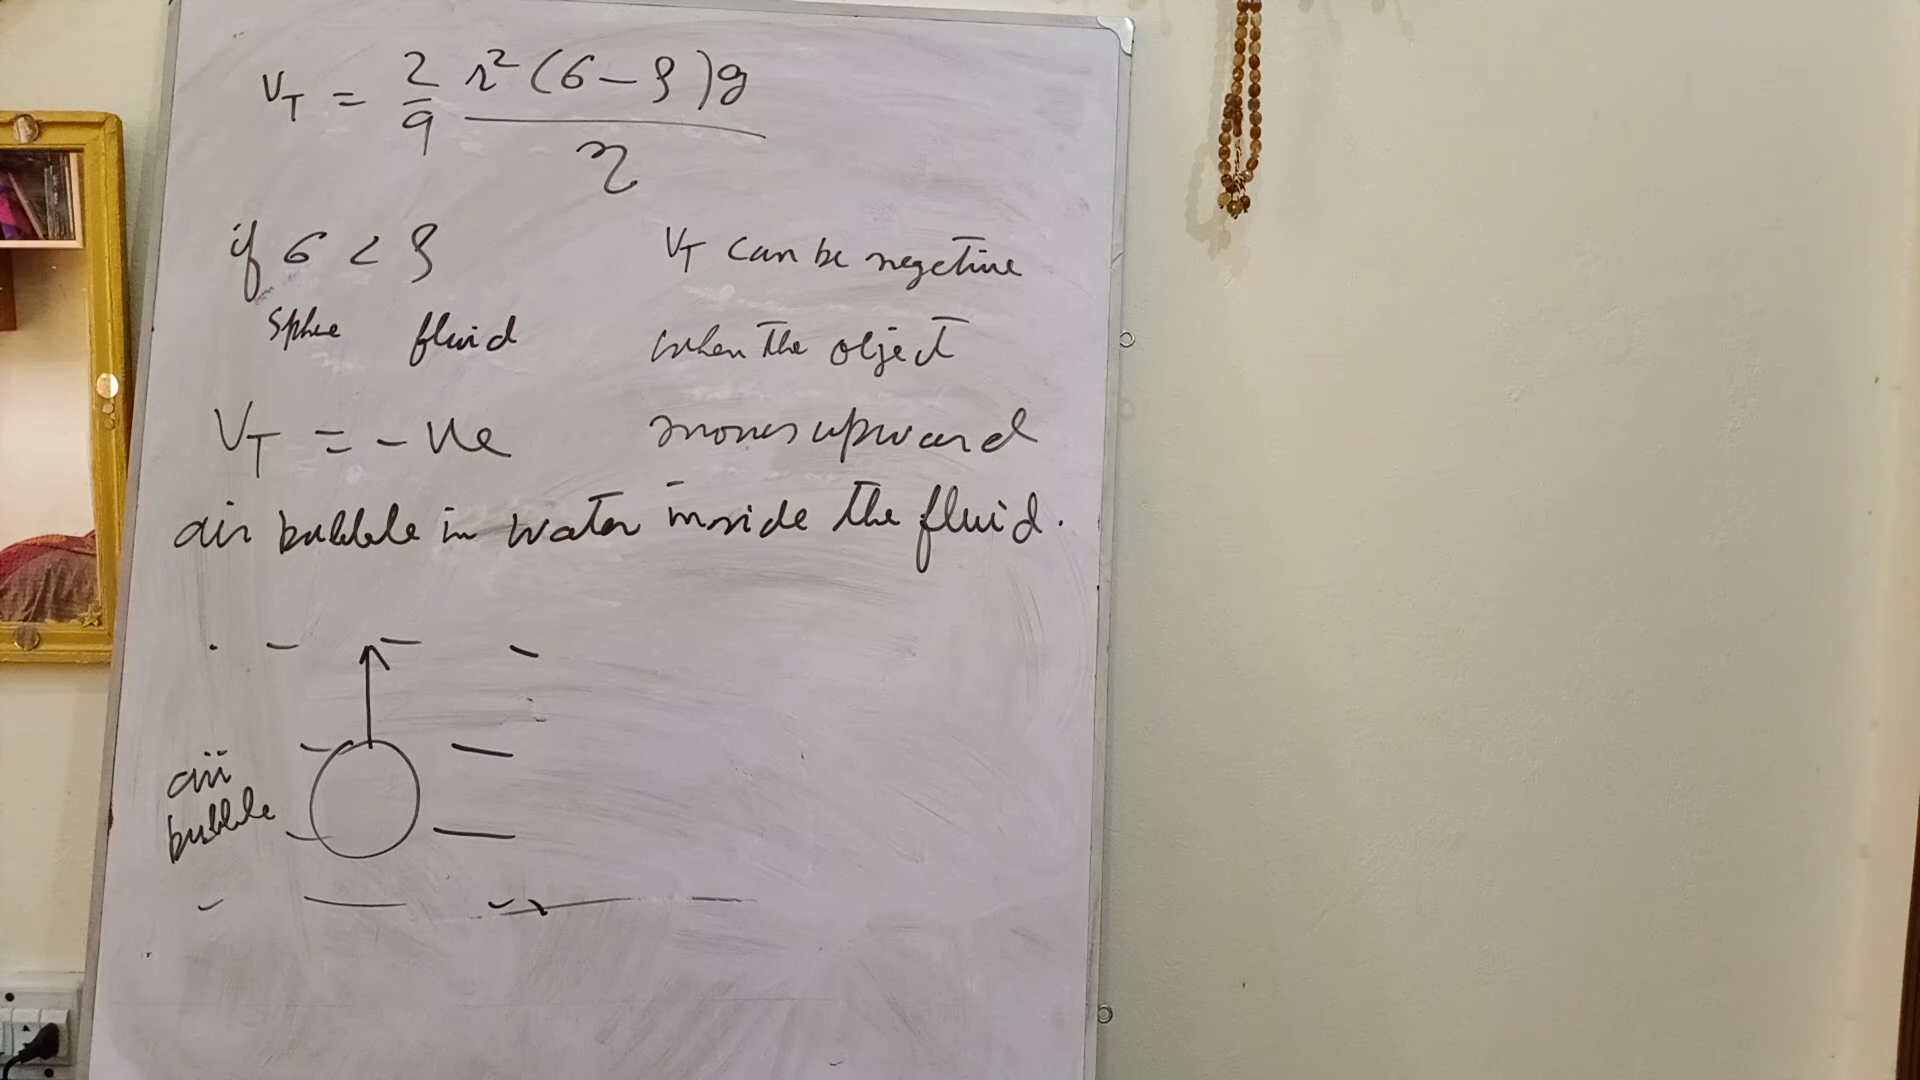 v_T = 2/9 r²(σ – ρ)g / η
if σ < ρ
sphere fluid
V_T = – ve
air bubble in water
V_T can be negetive
when the object
moves upward
inside the fluid.
air
bubble